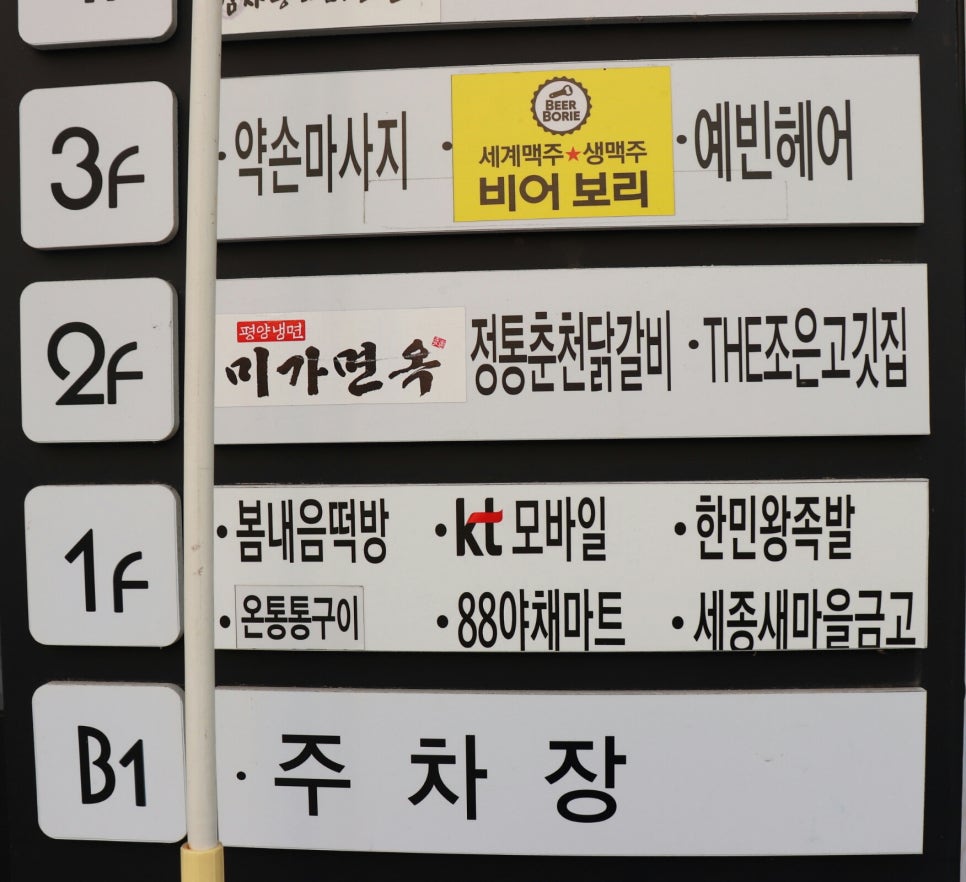 3F
· 약손마사지 · BEER BORIE 세계맥주★생맥주 비어 보리 · 예빈헤어
2F
평양냉면
미가면옥 정통춘천닭갈비 · THE조은고깃집
1F
· 봄내음떡방 · kt 모바일 · 한민왕족발
· 온통통구이 · 88야채마트 · 세종새마을금고
B1
· 주 차 장